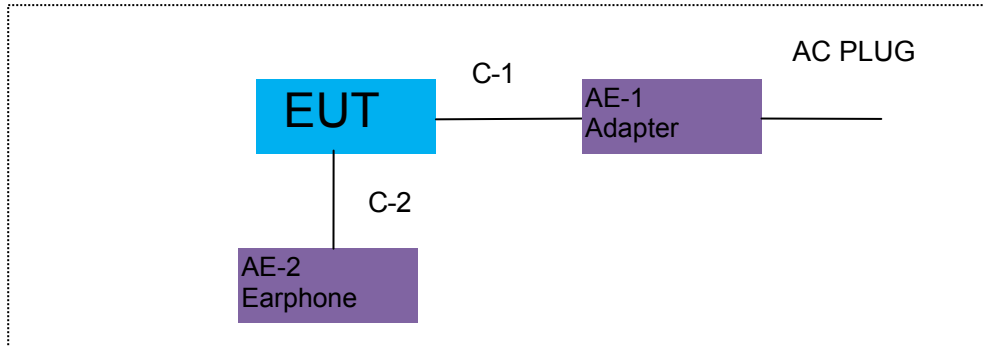 AC PLUG
C-1
EUT
AE-1
Adapter
C-2
AE-2
Earphone